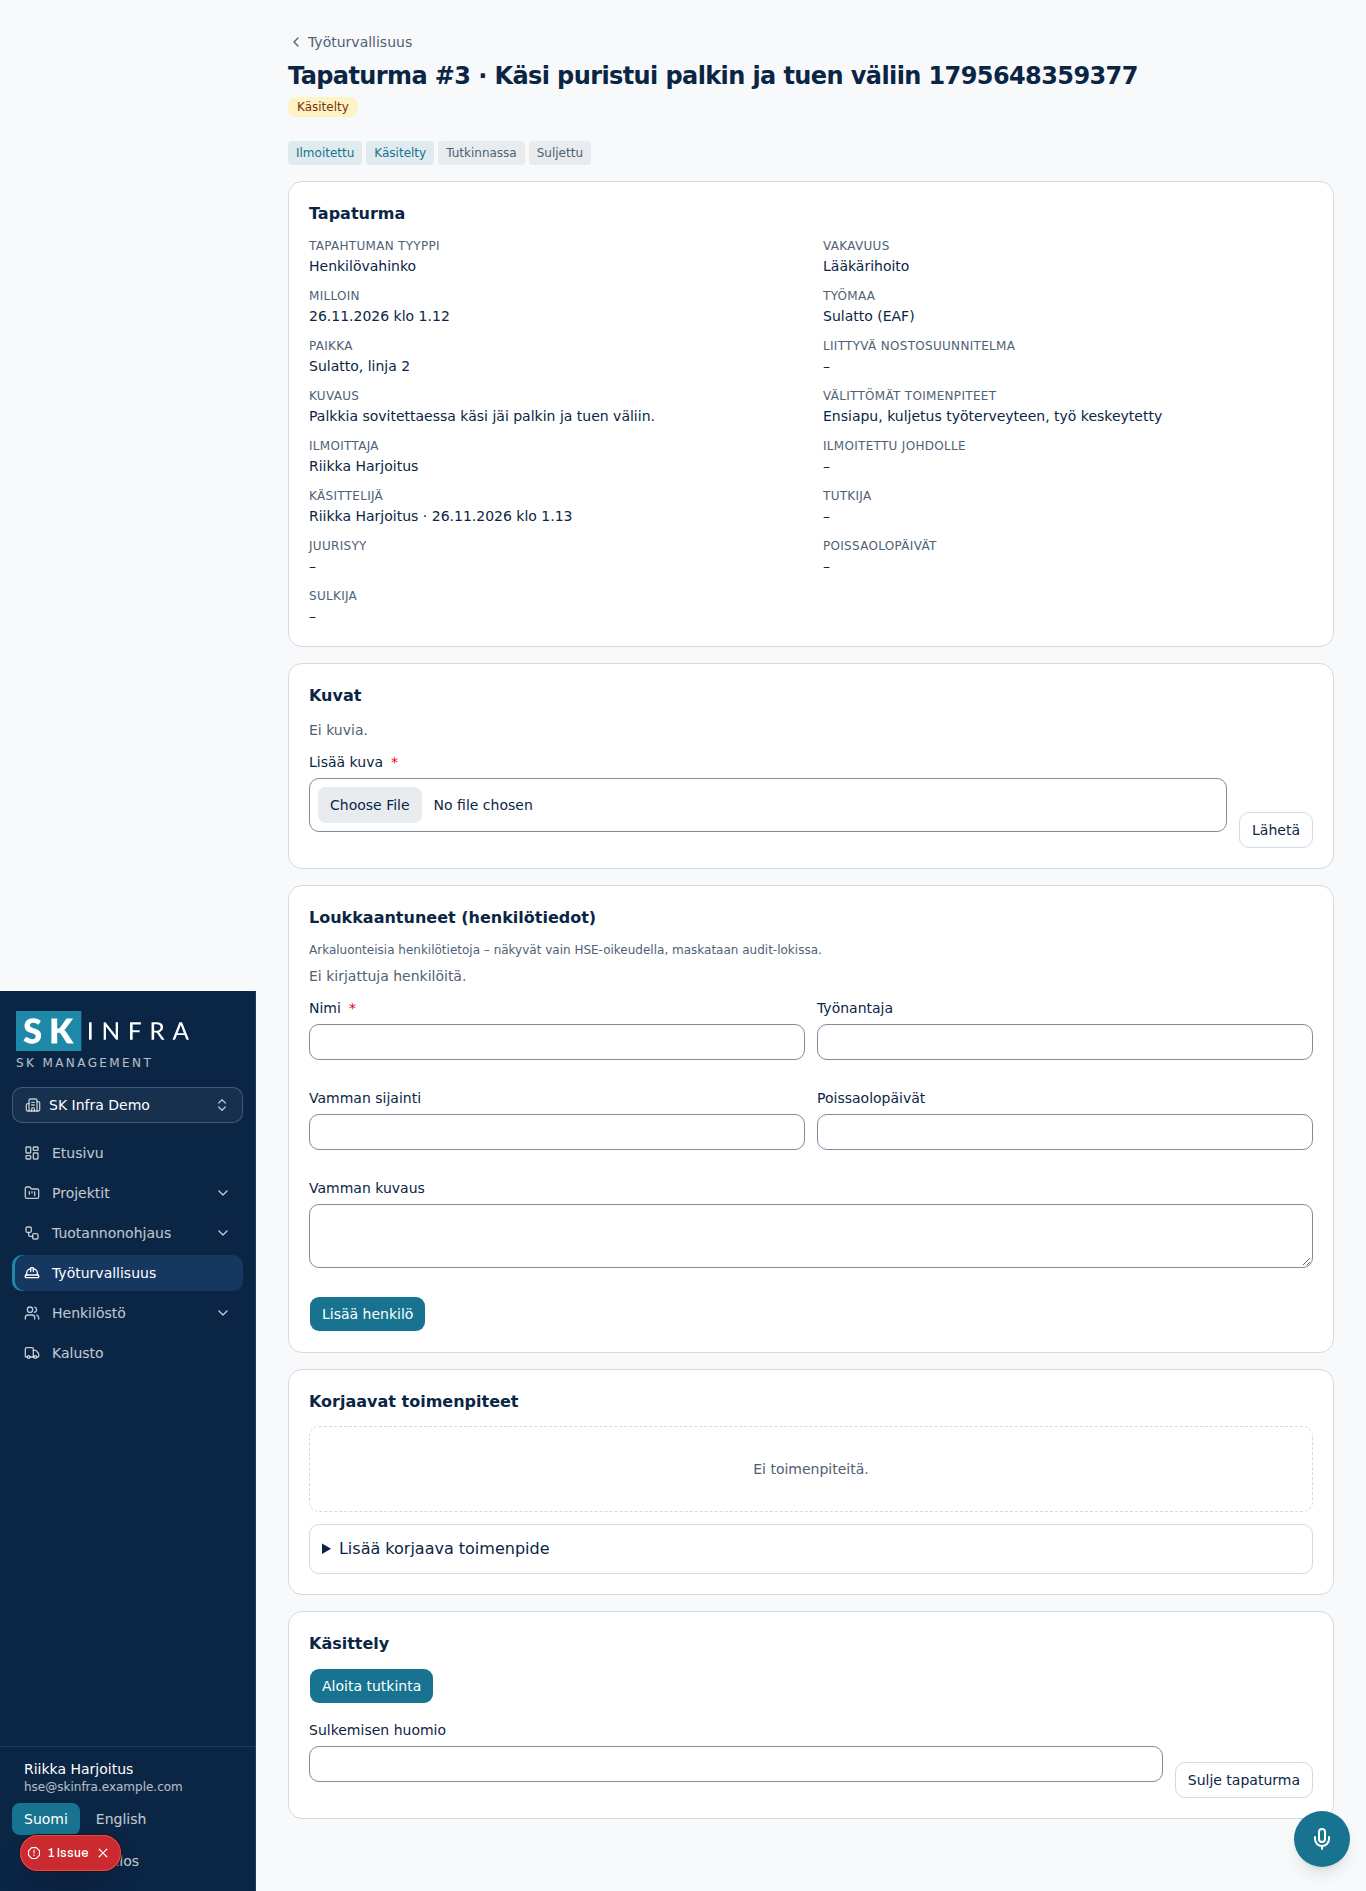 Työturvallisuus
Tapaturma #3 · Käsi puristui palkin ja tuen väliin 1795648359377
Käsitelty
Ilmoitettu Käsitelty Tutkinnassa Suljettu
Tapaturma
TAPAHTUMAN TYYPPI
Henkilövahinko
VAKAVUUS
Lääkärihoito
MILLOIN
26.11.2026 klo 1.12
TYÖMAA
Sulatto (EAF)
PAIKKA
Sulatto, linja 2
LIITTYVÄ NOSTOSUUNNITELMA
–
KUVAUS
Palkkia sovitettaessa käsi jäi palkin ja tuen väliin.
VÄLITTÖMÄT TOIMENPITEET
Ensiapu, kuljetus työterveyteen, työ keskeytetty
ILMOITTAJA
Riikka Harjoitus
ILMOITETTU JOHDOLLE
–
KÄSITTELIJÄ
Riikka Harjoitus · 26.11.2026 klo 1.13
TUTKIJA
–
JUURISYY
–
POISSAOLOPÄIVÄT
–
SULKIJA
–
Kuvat
Ei kuvia.
Lisää kuva *
Choose File No file chosen
Lähetä
Loukkaantuneet (henkilötiedot)
Arkaluonteisia henkilötietoja – näkyvät vain HSE-oikeudella, maskataan audit-lokissa.
Ei kirjattuja henkilöitä.
Nimi *
Työnantaja
Vamman sijainti
Poissaolopäivät
Vamman kuvaus
Lisää henkilö
Korjaavat toimenpiteet
Ei toimenpiteitä.
Lisää korjaava toimenpide
Käsittely
Aloita tutkinta
Sulkemisen huomio
Sulje tapaturma
SK INFRA
SK MANAGEMENT
SK Infra Demo
Etusivu
Projektit
Tuotannonohjaus
Työturvallisuus
Henkilöstö
Kalusto
Riikka Harjoitus
hse@skinfra.example.com
Suomi English
1 Issue